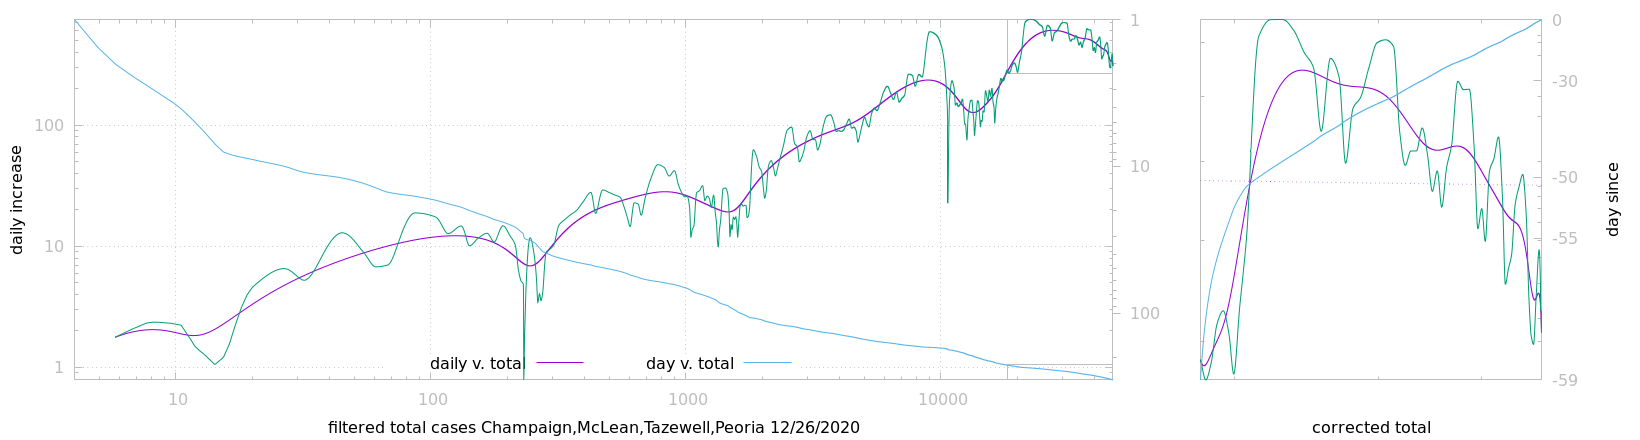 daily increase
100
10
1
daily v. total
day v. total
10
100
1000
10000
filtered total cases Champaign,McLean,Tazewell,Peoria 12/26/2020
1
10
100
0
-30
-50
-55
-59
day since
corrected total